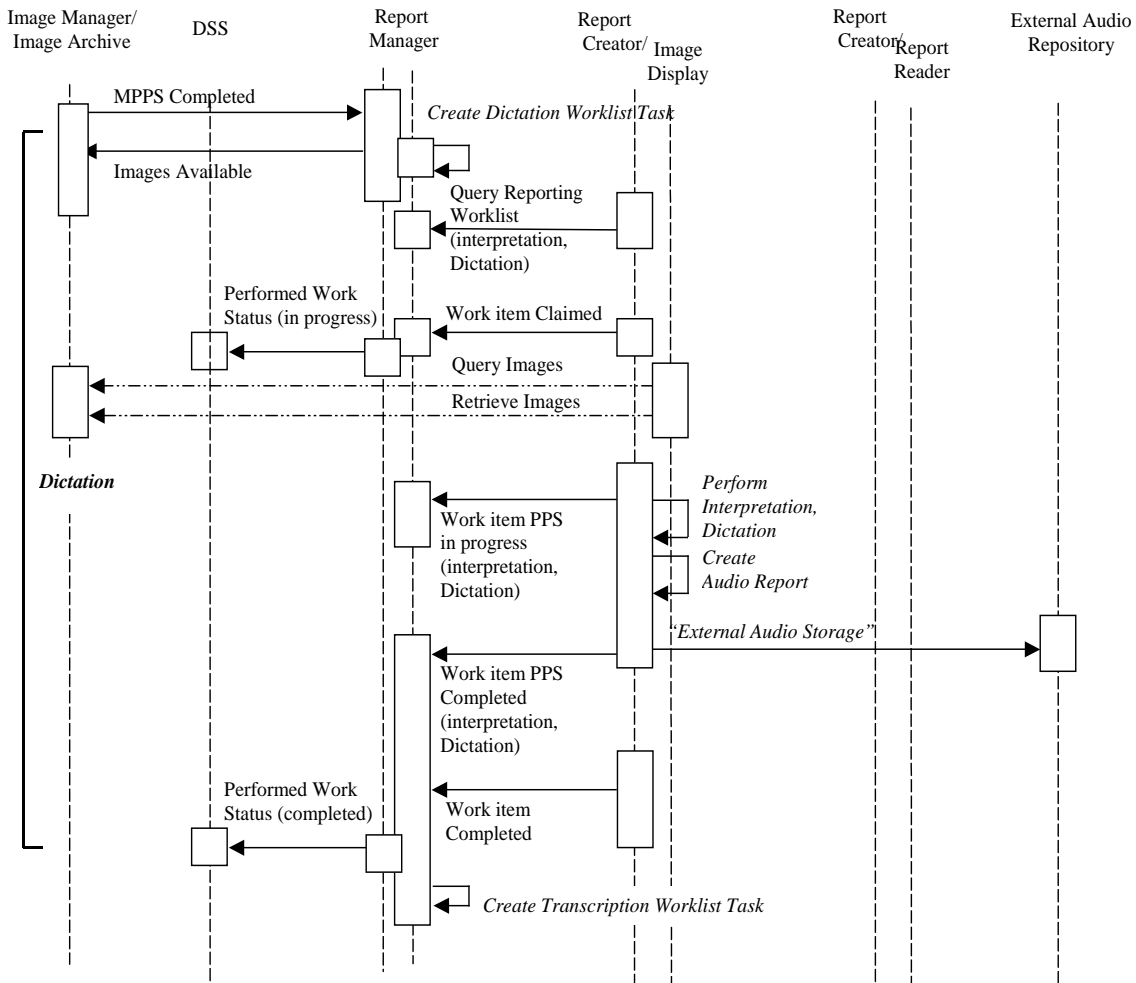 Image Manager/
Image Archive
DSS
Report
Manager
Report
Creator/
Image
Display
Report
Creator/
Report
Reader
External Audio
Repository
MPPS Completed
Create Dictation Worklist Task
Images Available
Query Reporting
Worklist
(interpretation,
Dictation)
Performed Work
Status (in progress)
Work item Claimed
Query Images
Retrieve Images
Dictation
Perform
Interpretation,
Dictation
Work item PPS
in progress
(interpretation,
Dictation)
Create
Audio Report
“External Audio Storage”
Work item PPS
Completed
(interpretation,
Dictation)
Performed Work
Status (completed)
Work item
Completed
Create Transcription Worklist Task